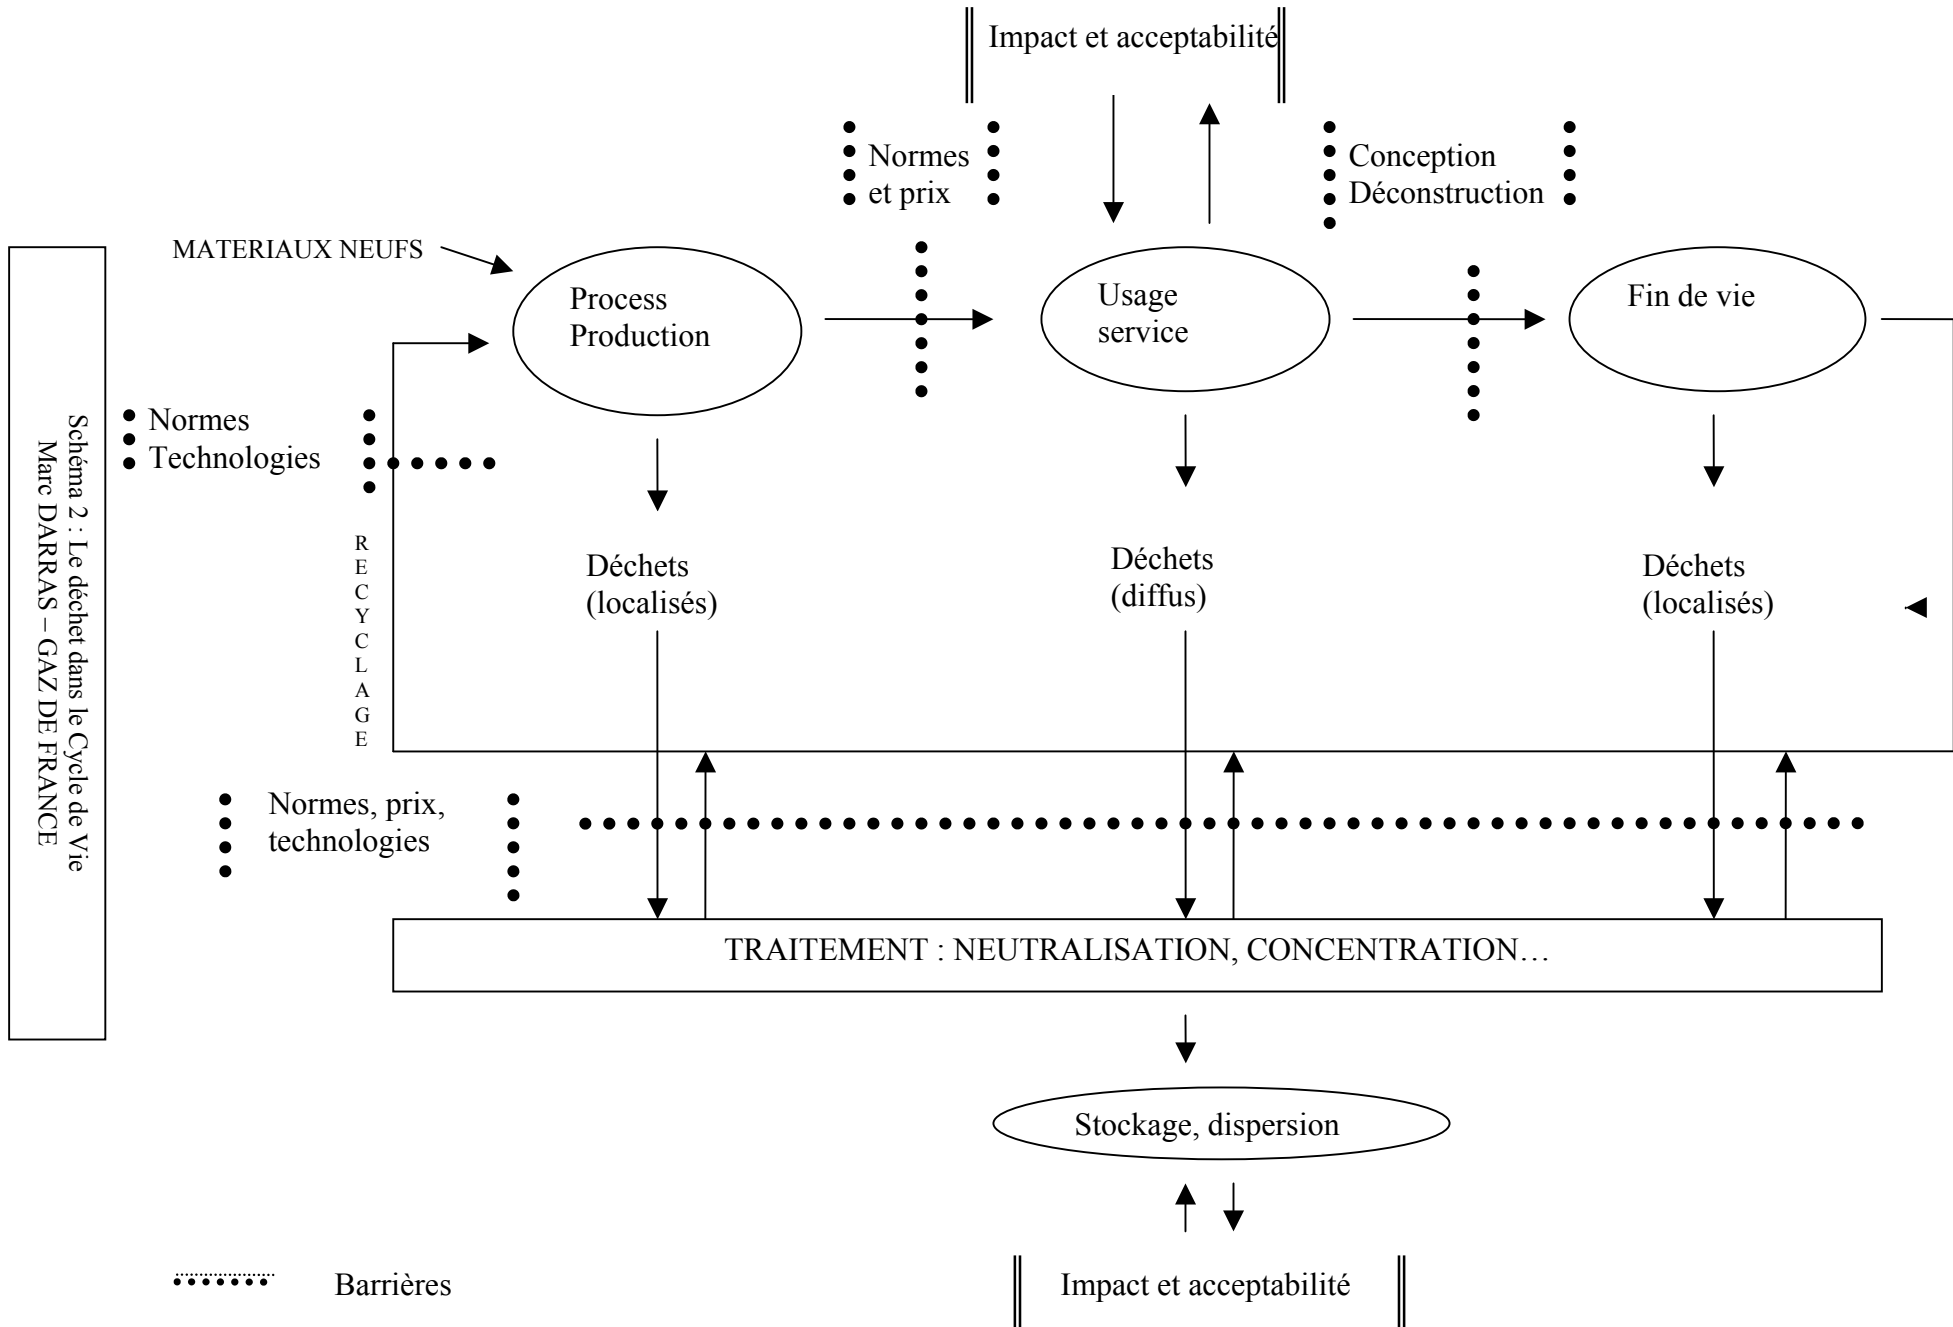 Impact et acceptabilité
Normes
et prix
Conception
Déconstruction
MATERIAUX NEUFS
Process
Production
Usage
service
Fin de vie
Schéma 2 : Le déchet dans le Cycle de Vie
Marc DARRAS – GAZ DE FRANCE
Normes
Technologies
RECYCLAGE
Déchets
(localisés)
Déchets
(diffus)
Déchets
(localisés)
Normes, prix,
technologies
TRAITEMENT : NEUTRALISATION, CONCENTRATION…
Stockage, dispersion
Impact et acceptabilité
Barrières